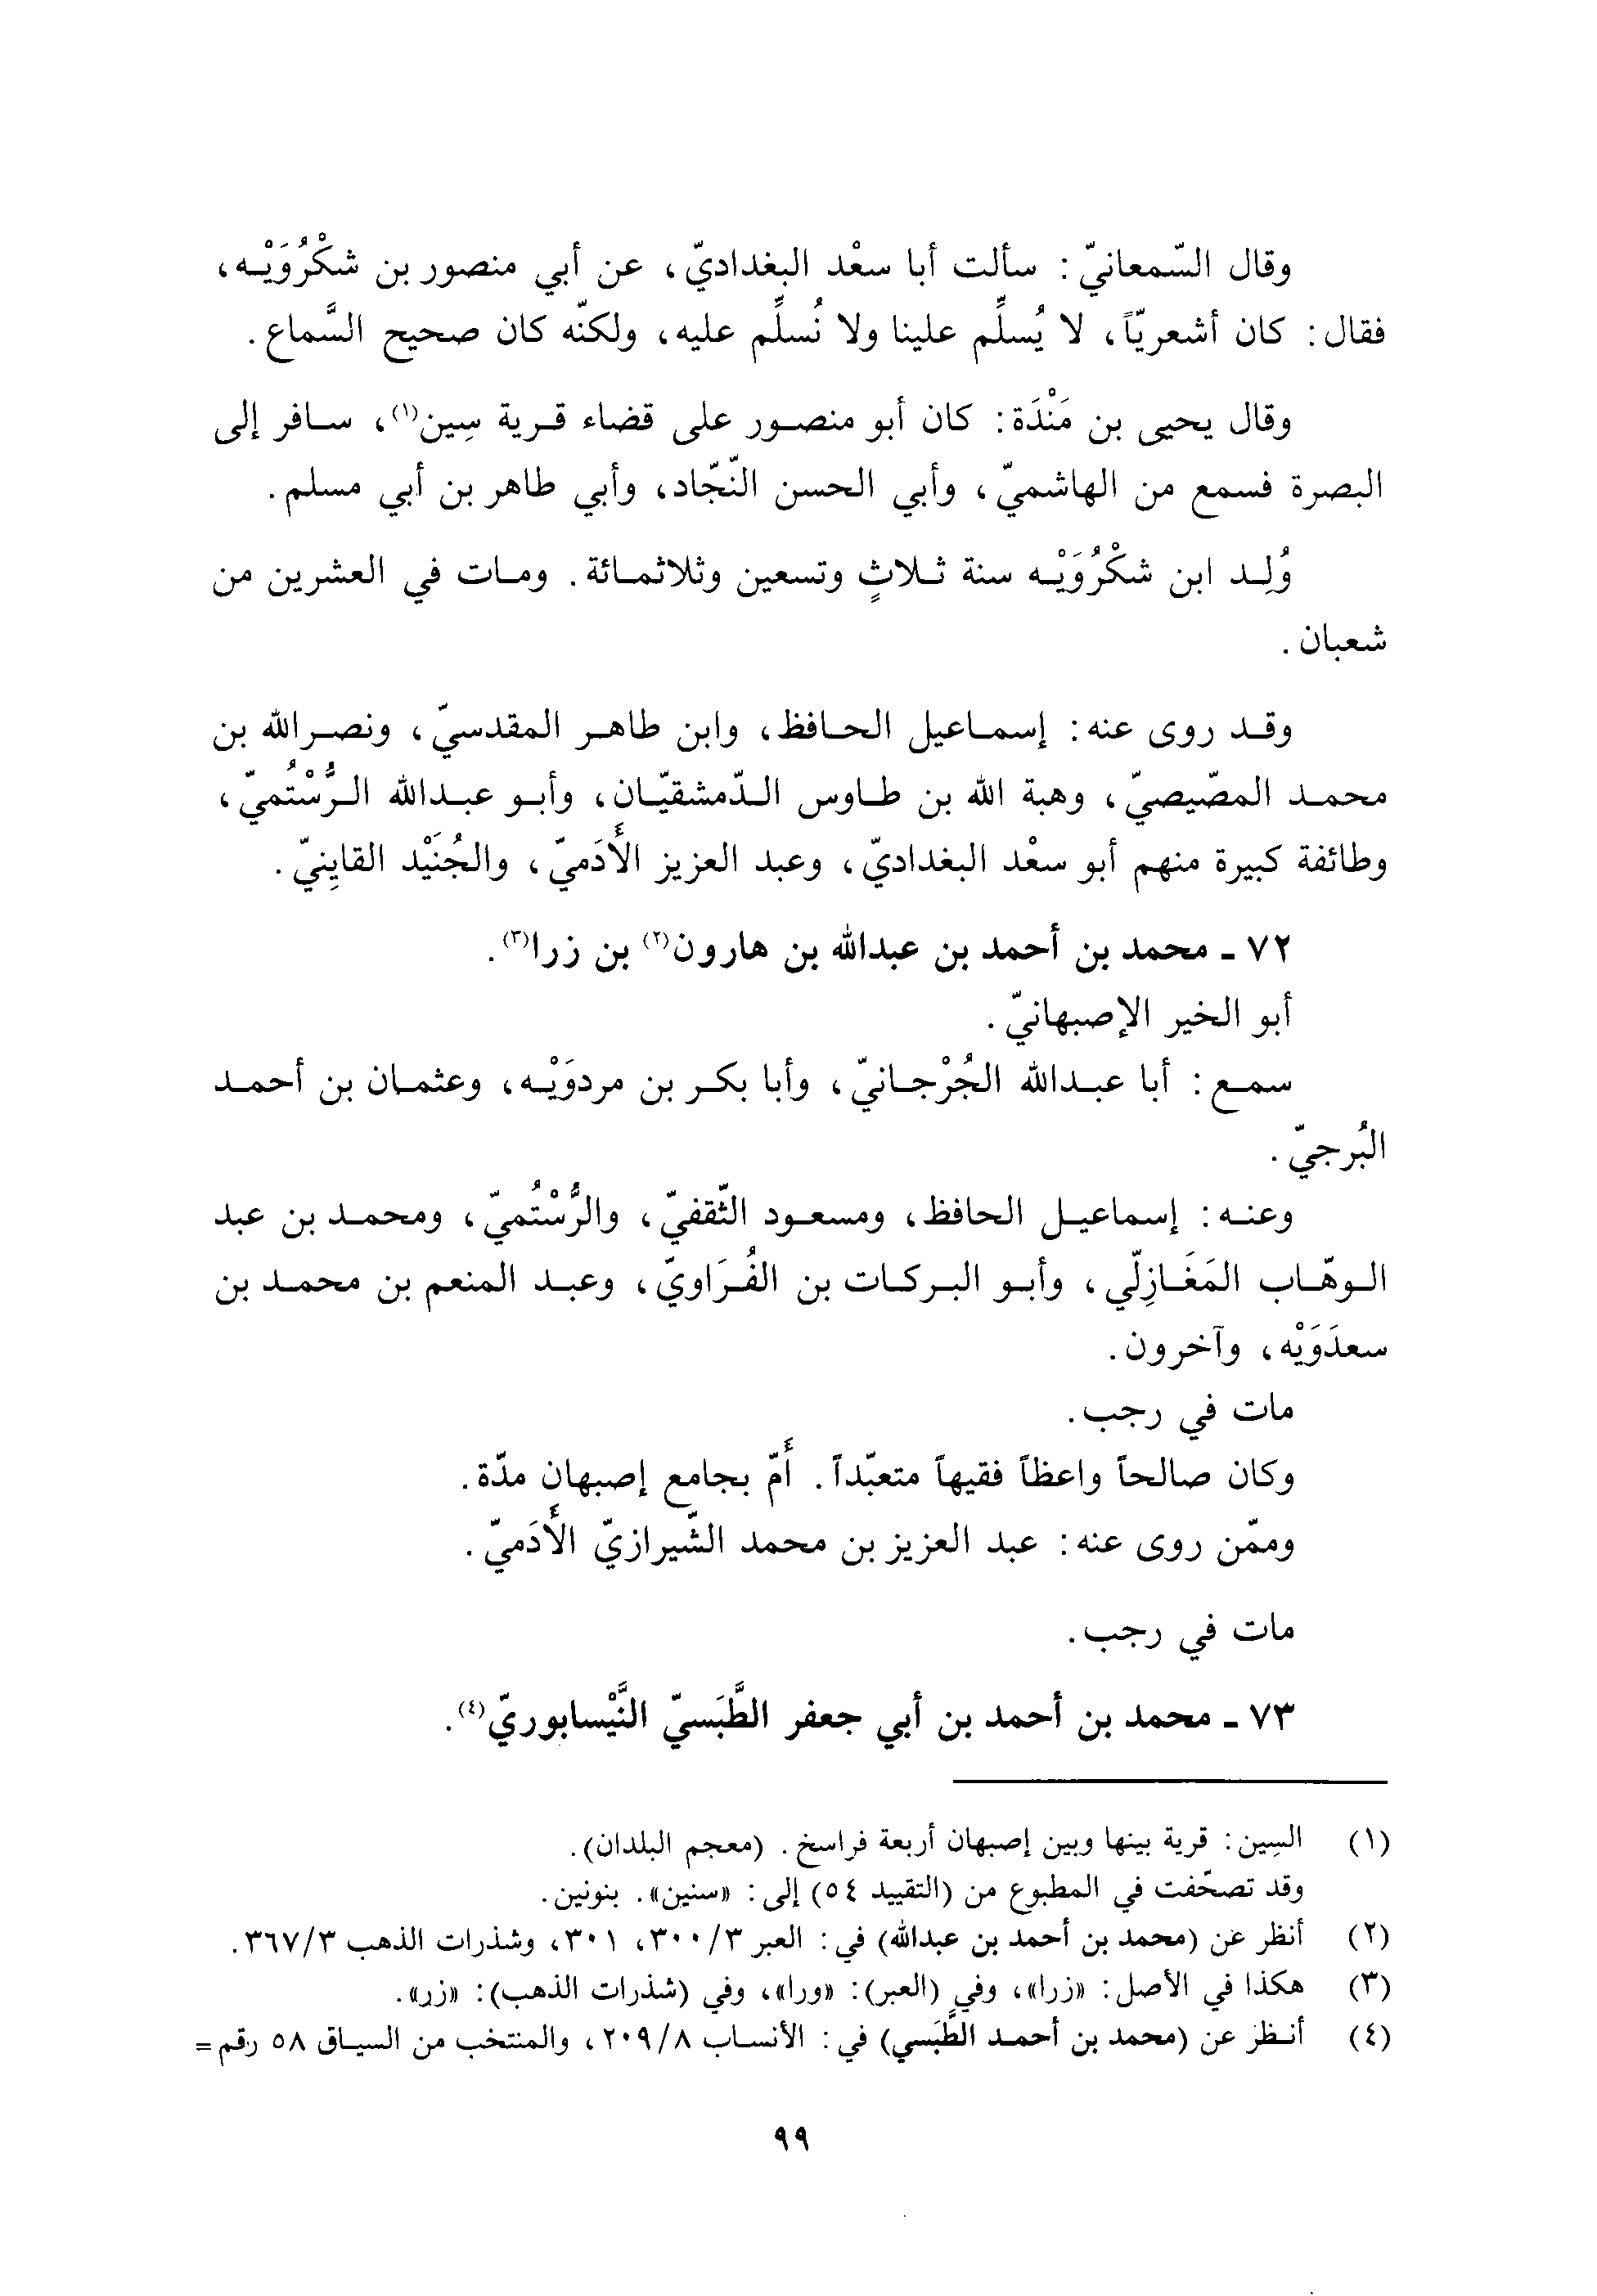 وقال السّمعانيّ: سألت أبا سعْد البغداديّ، عن أبي منصور بن شكْرُوَيْـه،
فقال: كان أشعريّاً، لا يُسلِّم علينا ولا نُسلِّم عليه، ولكنّه كان صحيح السَّماع.
وقال يحيى بن مَنْدَة: كان أبو منصور على قضاء قرية سِين(١)، سافر إلى
البصرة فسمع من الهاشميّ، وأبي الحسن النّجّاد، وأبي طاهر بن أبي مسلم.
وُلِد ابن شكْرُوَيْه سنة ثلاثٍ وتسعين وثلاثمائة. ومات في العشرين من
شعبان.
وقد روى عنه: إسماعيل الحافظ، وابن طاهر المقدسيّ، ونصرالله بن
محمد المصّيصيّ، وهبة الله بن طاوس الدّمشقيّان، وأبو عبدالله الرُّسْتُميّ،
وطائفة كبيرة منهم أبو سعْد البغداديّ، وعبد العزيز الأَدَميّ، والجُنَيْد القاينِيّ.
٧٢ ـ محمد بن أحمد بن عبدالله بن هارون(٢) بن زرا(٣).
أبو الخير الإصبهانيّ.
سمع: أبا عبدالله الجُرْجانيّ، وأبا بكر بن مردوَيْه، وعثمان بن أحمد
البُرجيّ.
وعنه: إسماعيل الحافظ، ومسعود الثّقفيّ، والرُّسْتُميّ، ومحمد بن عبد
الوهّاب المَغَازِلّي، وأبو البركات بن الفُرَاويّ، وعبد المنعم بن محمد بن
سعدَوَيْه، وآخرون.
مات في رجب.
وكان صالحاً واعظاً فقيهاً متعبّداً. أَمّ بجامع إصبهان مدّة.
وممّن روى عنه: عبد العزيز بن محمد الشّيرازيّ الأَدَميّ.
مات في رجب.
٧٣ ـ محمد بن أحمد بن أبي جعفر الطَّبَسيّ النَّيْسابوريّ(٤).
(١) السِين: قرية بينها وبين إصبهان أربعة فراسخ. (معجم البلدان).
وقد تصحّفت في المطبوع من (التقييد ٥٤) إلى: «سنين». بنونين.
(٢) أنظر عن (محمد بن أحمد بن عبدالله) في: العبر ٣/٣٠٠، ٣٠١، وشذرات الذهب ٣/٣٦٧.
(٣) هكذا في الأصل: «زرا»، وفي (العبر): «ورا»، وفي (شذرات الذهب): «زر».
(٤) أنظر عن (محمد بن أحمد الطَّبَسي) في: الأنساب ٨/٢٠٩، والمنتخب من السياق ٥٨ رقم =
٩٩